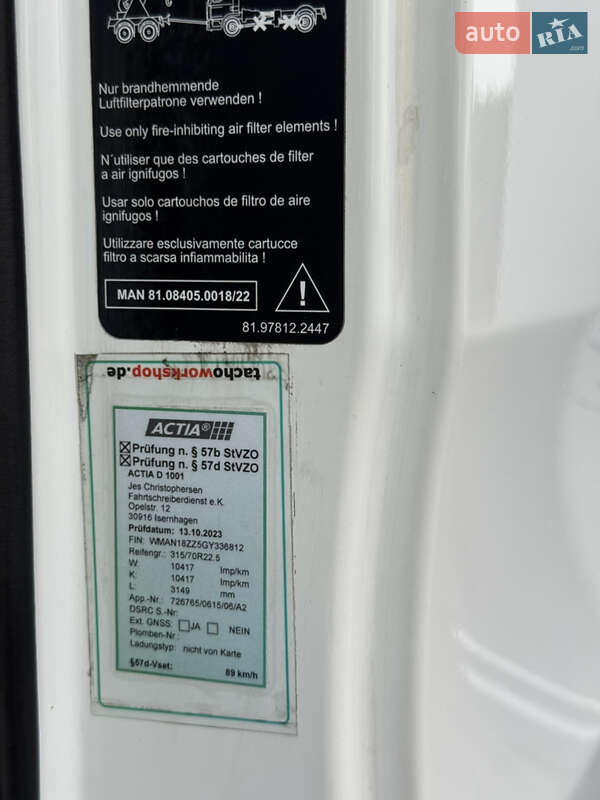 auto RIA .com
Nur brandhemmende
Luftfilterpatrone verwenden !
Use only fire-inhibiting air filter elements !
N´utiliser que des cartouches de filter
a air ignifugos !
Usar solo cartouchos de filtro de aire
ignifugos !
Utilizzare esclusivamente cartucce
filtro a scarsa infiammabilita !
MAN 81.08405.0018/22
81.97812.2447
tachoworkshop.de
ACTIA®
Prüfung n. § 57b StVZO
Prüfung n. § 57d StVZO
ACTIA D 1001
Jes Christophersen
Fahrtschreiberdienst e.K.
Opelstr. 12
30916 Isernhagen
Prüfdatum: 13.10.2023
FIN: WMAN18ZZ5GY336812
Reifengr.: 315/70R22.5
W: 10417 Imp/km
K: 10417 Imp/km
L: 3149 mm
App.-Nr.: 726765/0615/06/A2
DSRC S.-Nr:
Ext. GNSS: JA NEIN
Plomben-Nr.:
Ladungstyp: nicht von Karte
§57d-Vset: 89 km/h